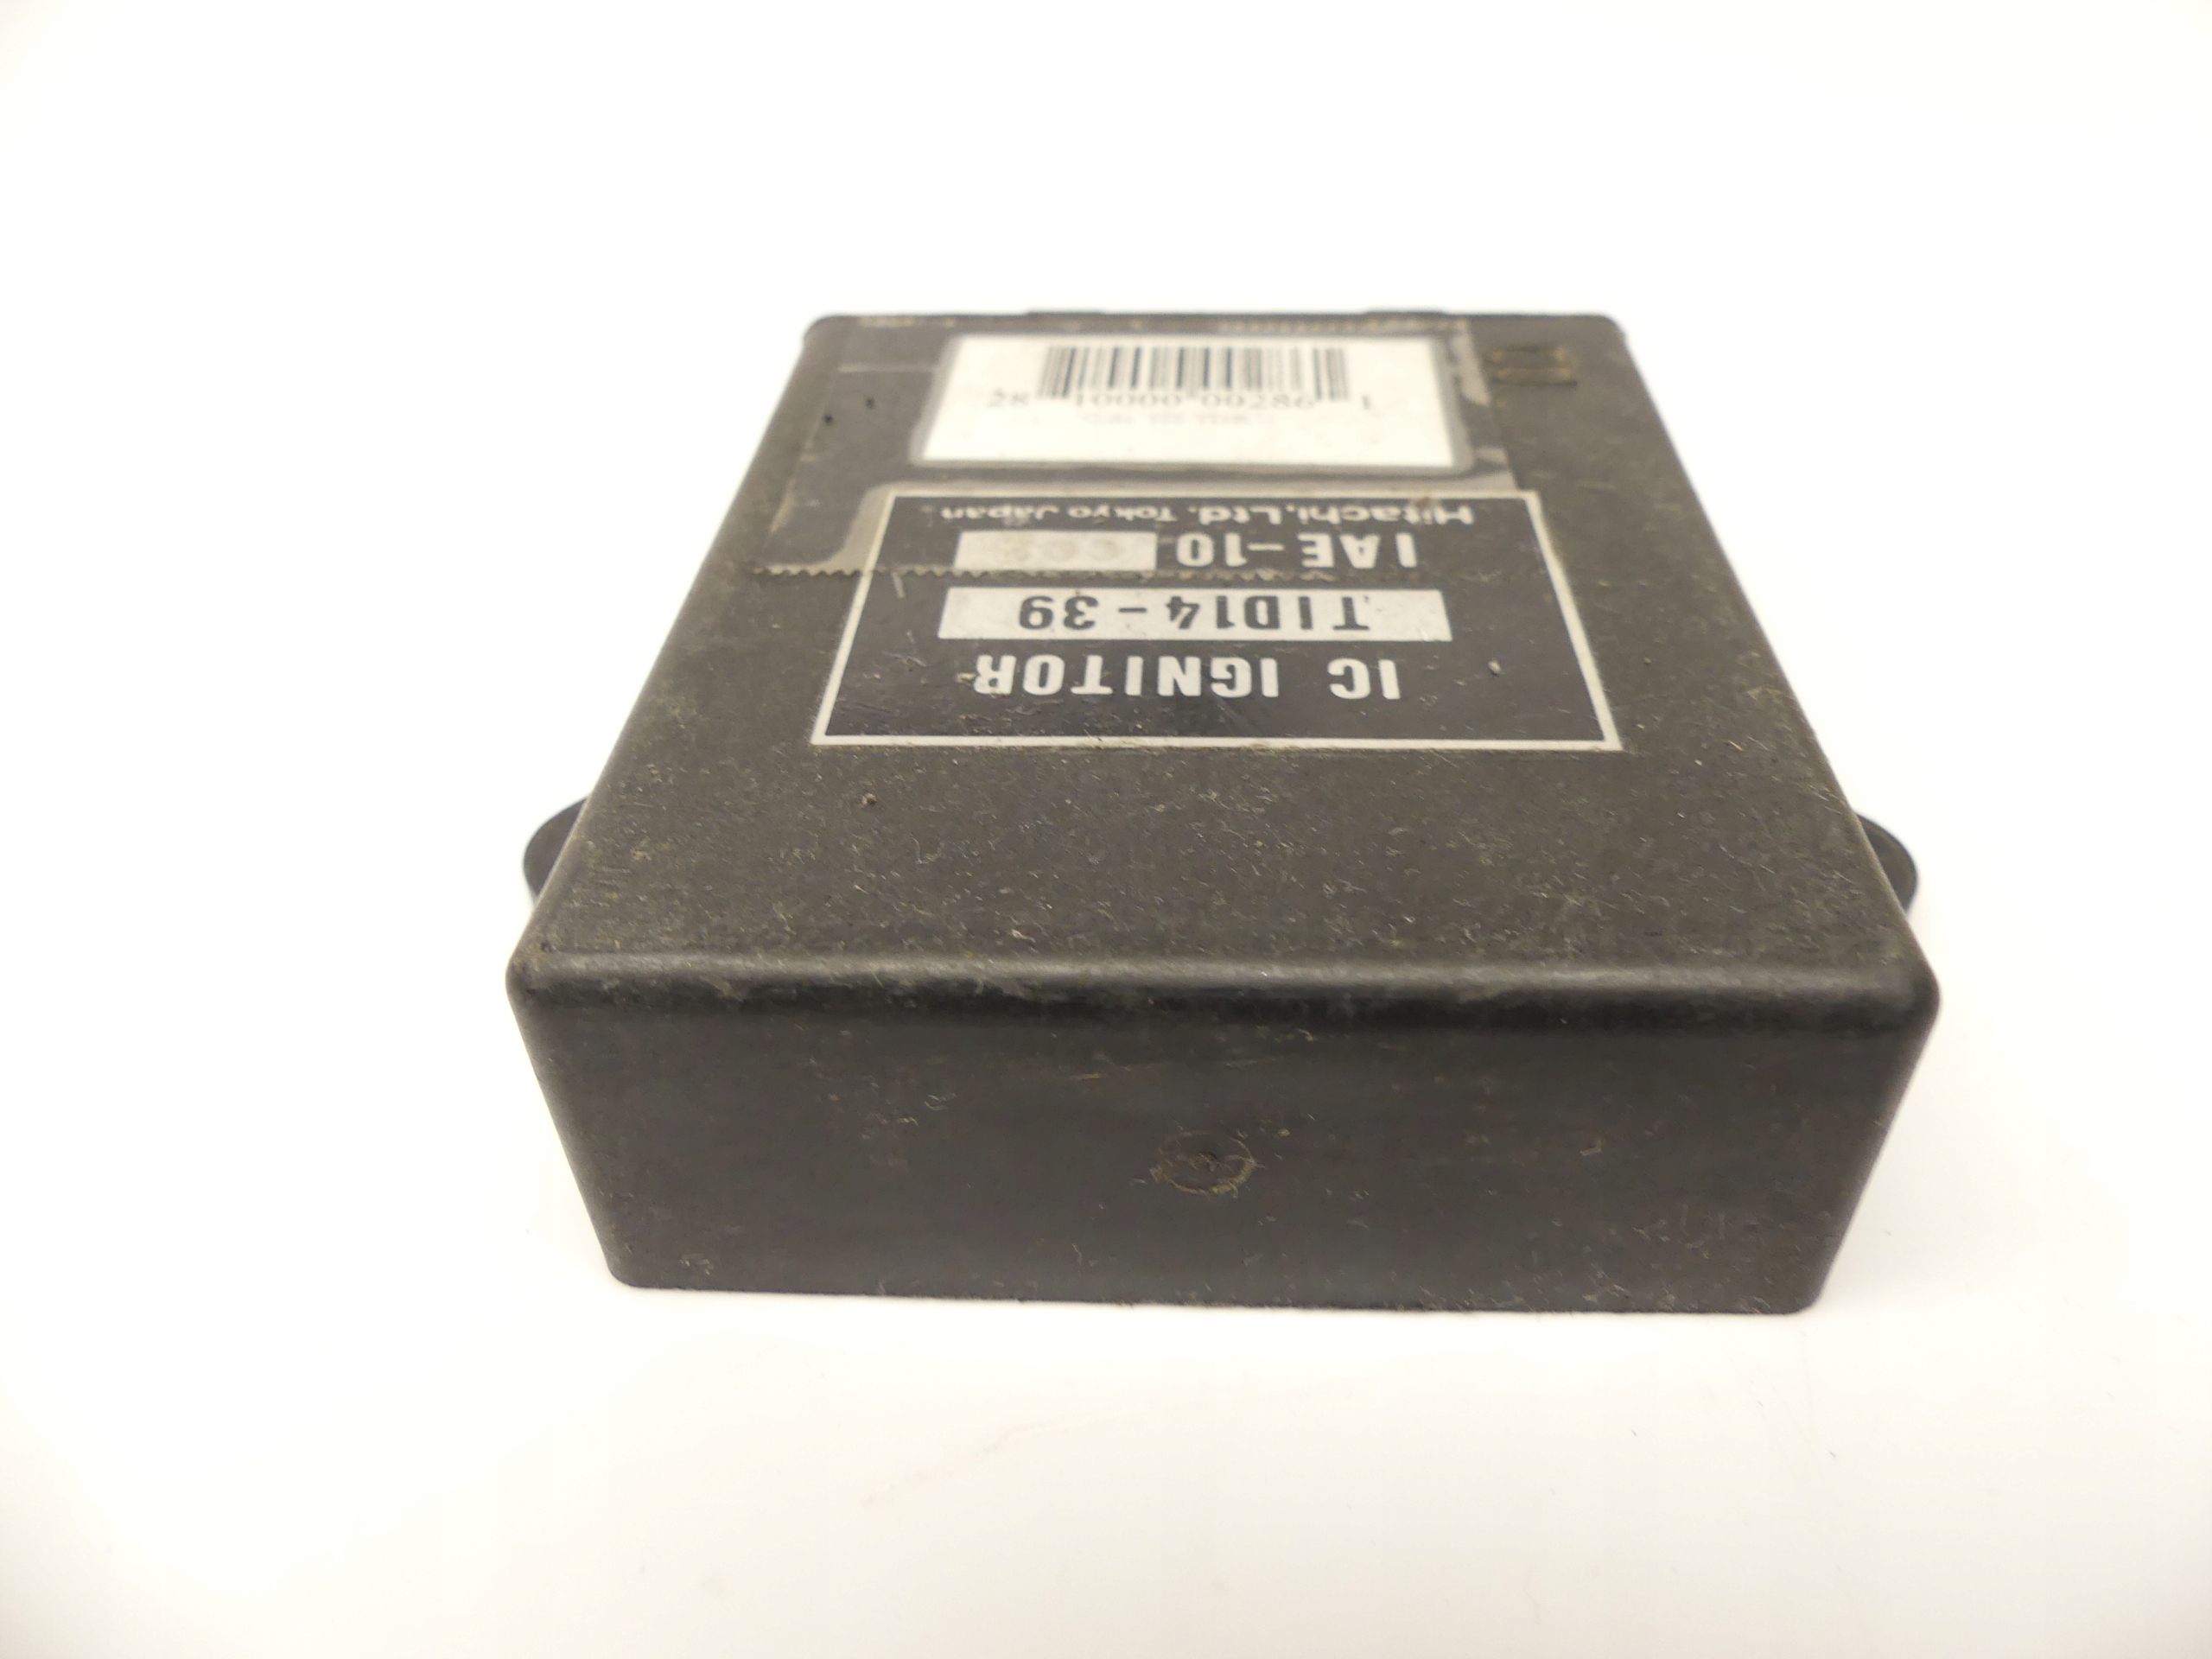 IC IGNITOR
TID14-39
IAE-10
Hitachi, Ltd. Tokyo Japan
28 10000 00286 1